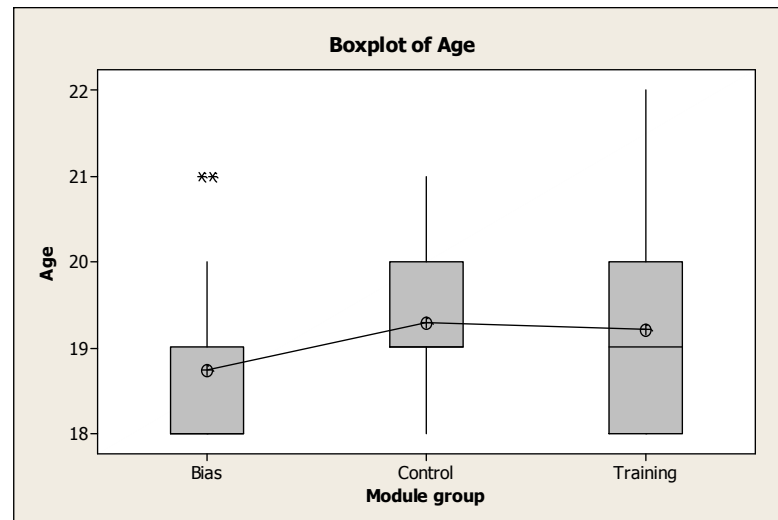 Boxplot of Age
22
21
20
19
18
Age
Bias
Control
Training
Module group